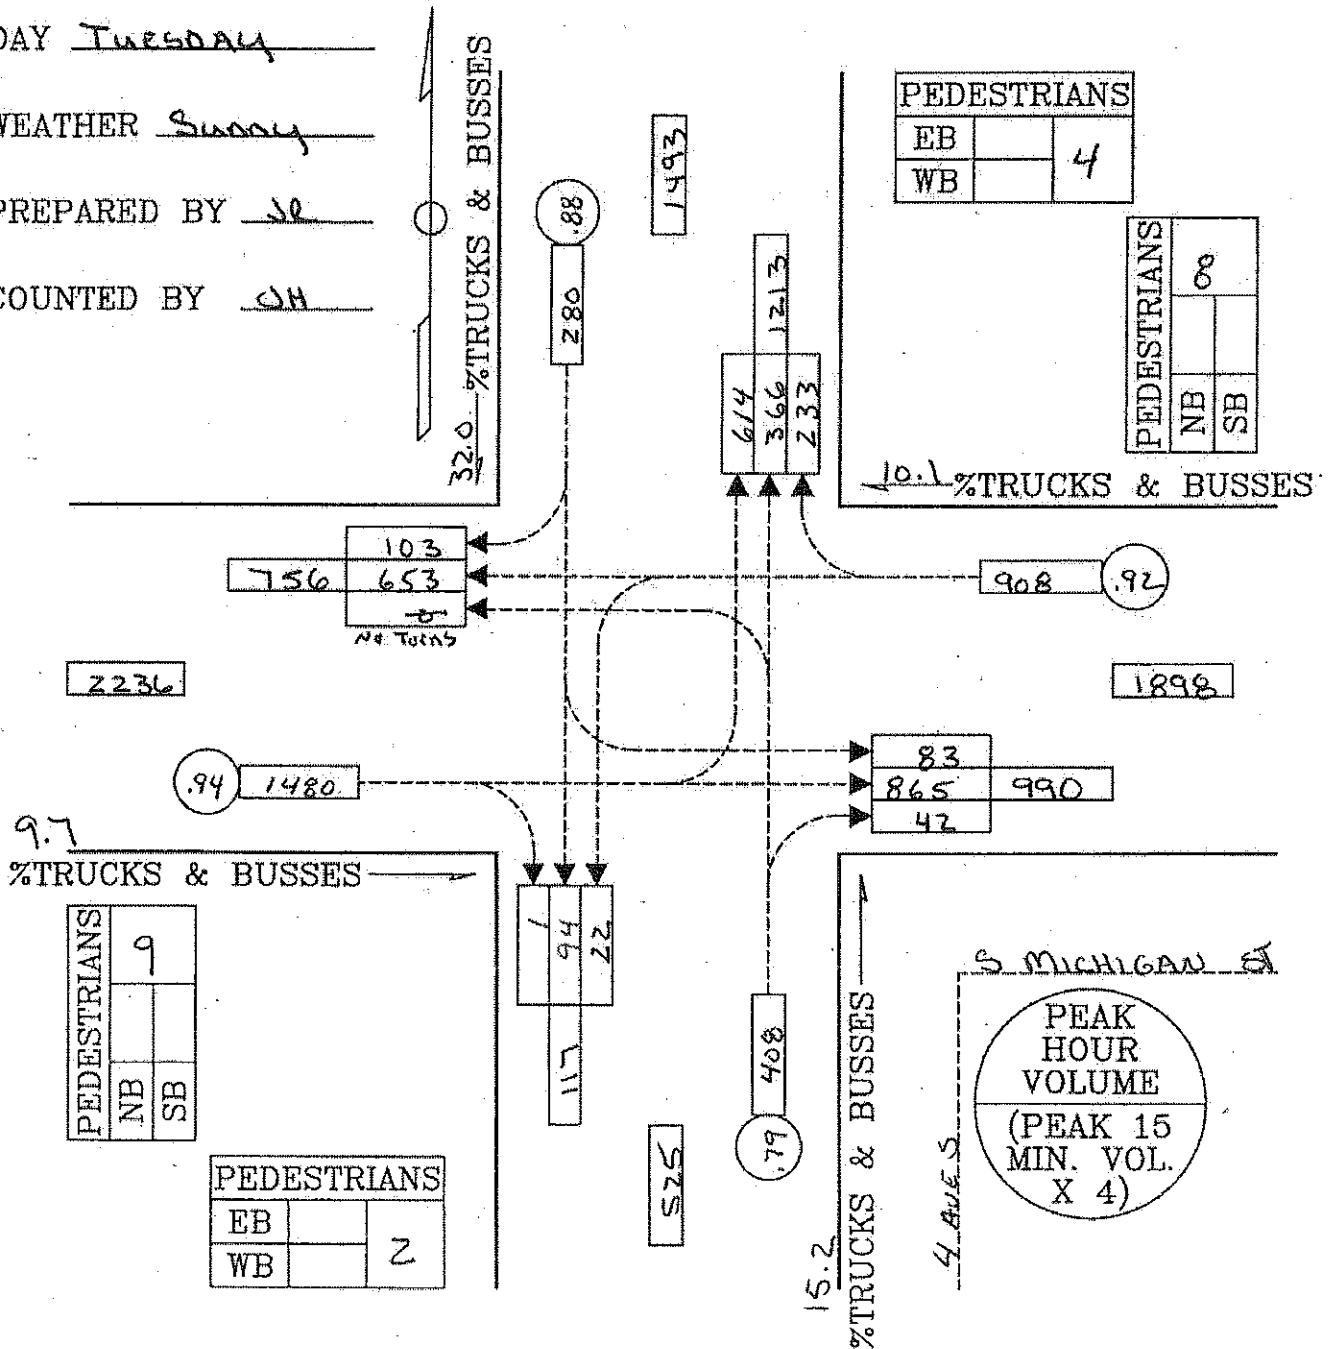 DAY TUESDAY
WEATHER SUNNY
PREPARED BY JR
COUNTED BY JH
32.0 %TRUCKS & BUSSES
.88
280
1493
1213
614
366
233
PEDESTRIANS
EB
WB
4
PEDESTRIANS
8
NB
SB
10.1 %TRUCKS & BUSSES
103
756 653
0
No Turns
908 .92
2236
1898
.94 1480
83
865 990
42
9.7
%TRUCKS & BUSSES
PEDESTRIANS
9
NB
SB
1
94
22
117
525
408
.79
PEDESTRIANS
EB
WB
2
15.2
%TRUCKS & BUSSES
S MICHIGAN ST
4 AVE S
PEAK
HOUR
VOLUME
(PEAK 15
MIN. VOL.
X 4)